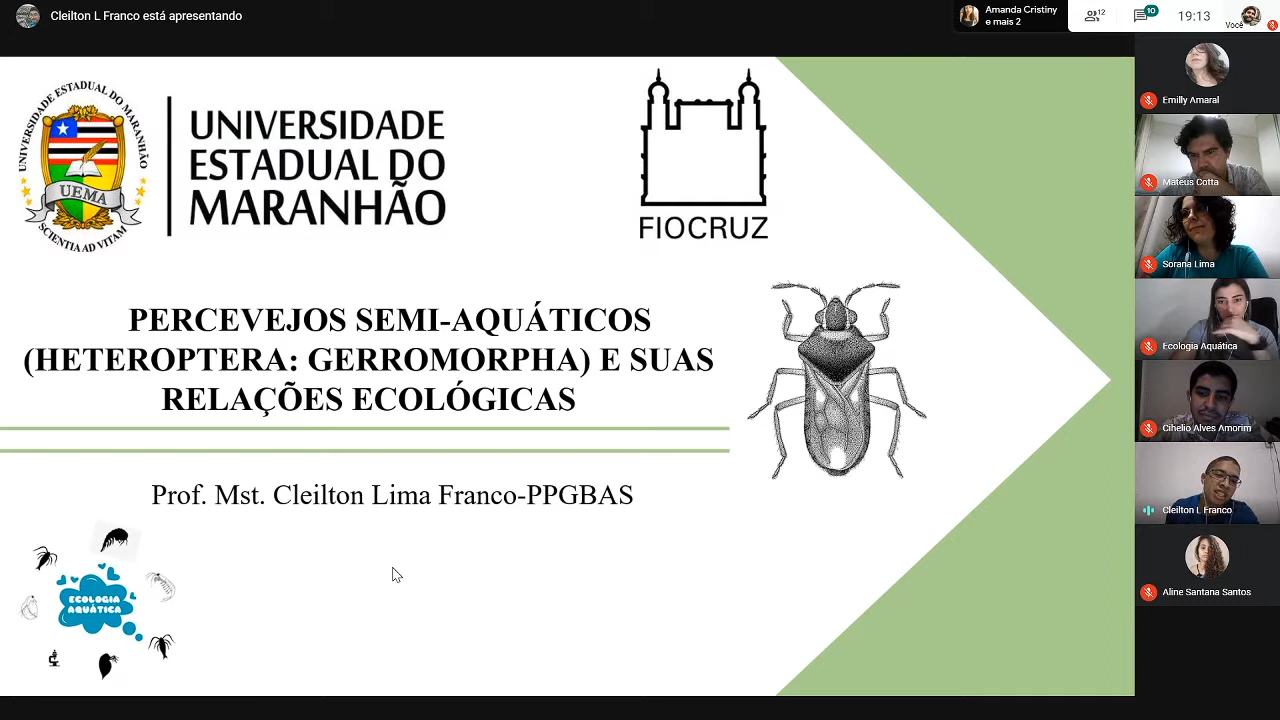 Cleilton L Franco está apresentando
Amanda Cristiny
e mais 2
12
10
19:13
Você
UNIVERSIDADE ESTADUAL DO MARANHÃO
UEMA
SCIENTIA AD VITAM
UNIVERSIDADE
ESTADUAL DO
MARANHÃO
FIOCRUZ
PERCEVEJOS SEMI-AQUÁTICOS
(HETEROPTERA: GERROMORPHA) E SUAS
RELAÇÕES ECOLÓGICAS
Prof. Mst. Cleilton Lima Franco-PPGBAS
ECOLOGIA
AQUÁTICA
Emilly Amaral
Mateus Cotta
Sorana Lima
Ecologia Aquática
Cihelio Alves Amorim
Cleilton L Franco
Aline Santana Santos